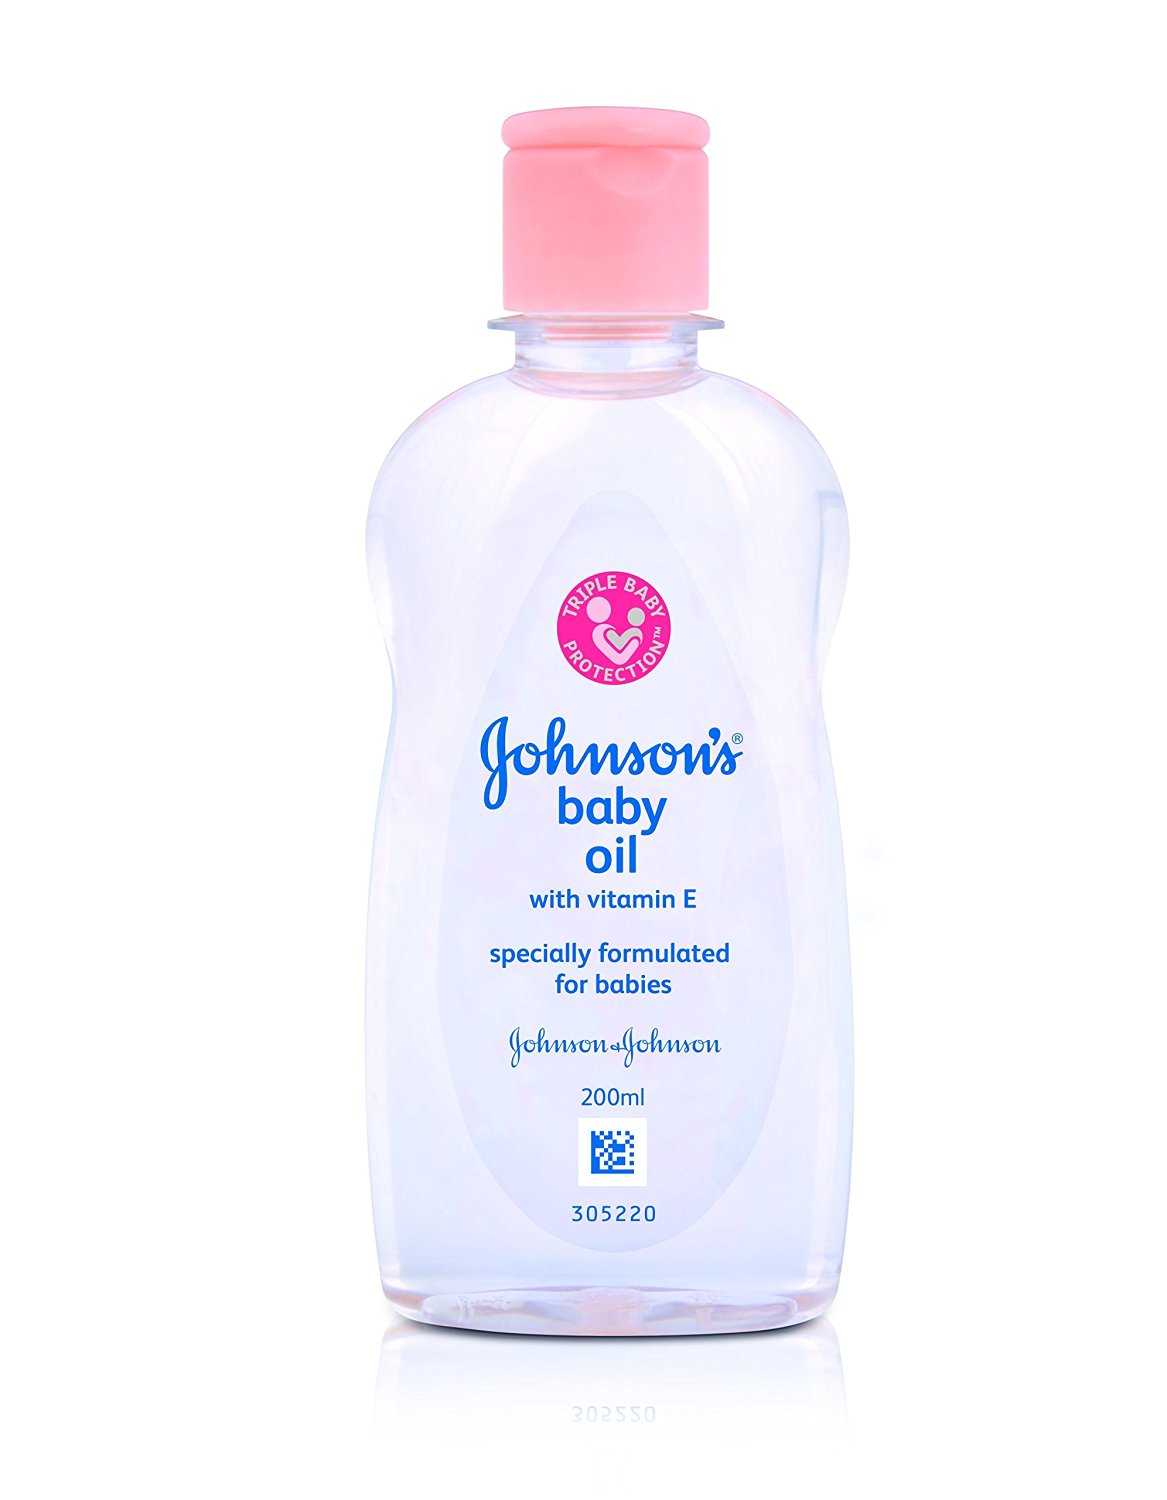 TRIPLE BABY
PROTECTION™
Johnson's®
baby
oil
with vitamin E
specially formulated
for babies
Johnson & Johnson
200ml
305220